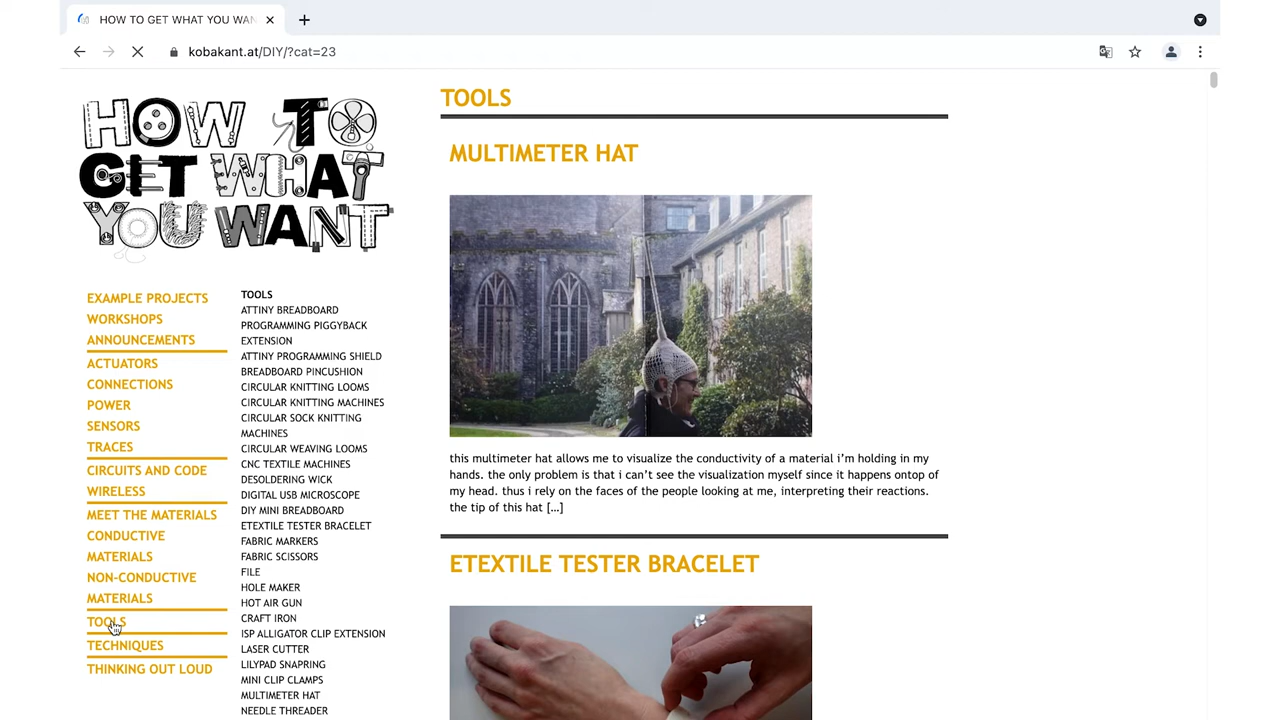 HOW TO GET WHAT YOU WAN
kobakant.at/DIY/?cat=23
HOW TO
GET WHAT
YOU WANT
EXAMPLE PROJECTS
WORKSHOPS
ANNOUNCEMENTS
ACTUATORS
CONNECTIONS
POWER
SENSORS
TRACES
CIRCUITS AND CODE
WIRELESS
MEET THE MATERIALS
CONDUCTIVE
MATERIALS
NON-CONDUCTIVE
MATERIALS
TOOLS
TECHNIQUES
THINKING OUT LOUD
TOOLS
ATTINY BREADBOARD
PROGRAMMING PIGGYBACK
EXTENSION
ATTINY PROGRAMMING SHIELD
BREADBOARD PINCUSHION
CIRCULAR KNITTING LOOMS
CIRCULAR KNITTING MACHINES
CIRCULAR SOCK KNITTING
MACHINES
CIRCULAR WEAVING LOOMS
CNC TEXTILE MACHINES
DESOLDERING WICK
DIGITAL USB MICROSCOPE
DIY MINI BREADBOARD
ETEXTILE TESTER BRACELET
FABRIC MARKERS
FABRIC SCISSORS
FILE
HOLE MAKER
HOT AIR GUN
CRAFT IRON
ISP ALLIGATOR CLIP EXTENSION
LASER CUTTER
LILYPAD SNAPRING
MINI CLIP CLAMPS
MULTIMETER HAT
NEEDLE THREADER
TOOLS
MULTIMETER HAT
this multimeter hat allows me to visualize the conductivity of a material i'm holding in my
hands. the only problem is that i can't see the visualization myself since it happens ontop of
my head. thus i rely on the faces of the people looking at me, interpreting their reactions.
the tip of this hat […]
ETEXTILE TESTER BRACELET